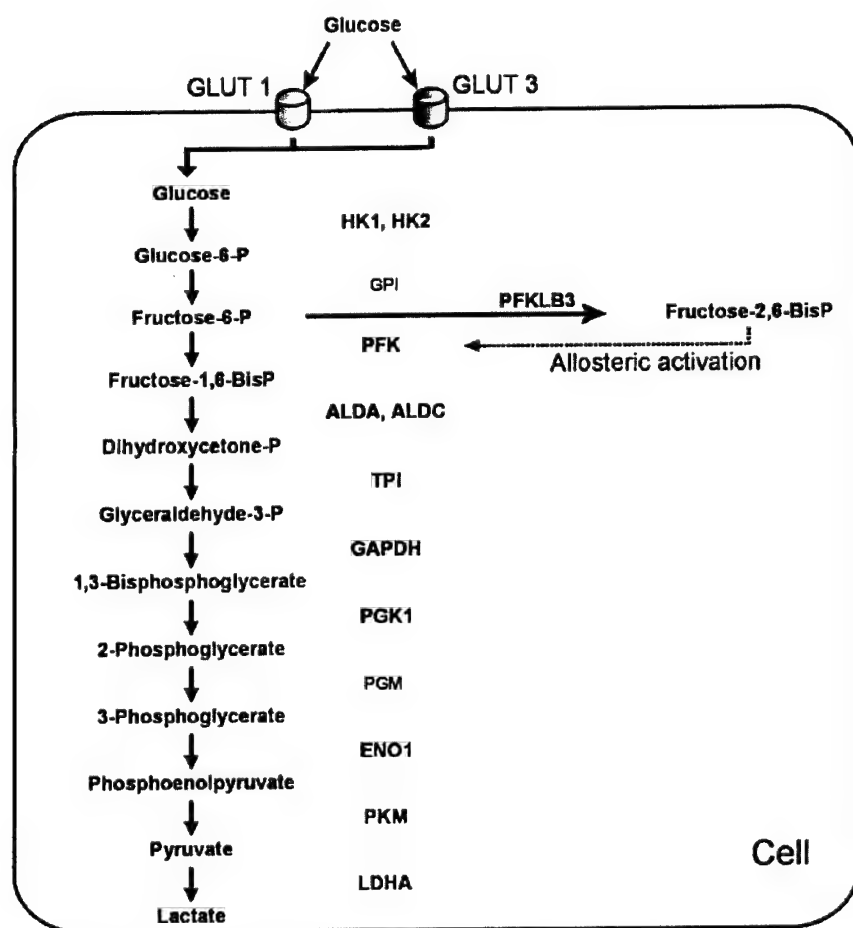 Glucose
GLUT 1
GLUT 3
Glucose
HK1, HK2
Glucose-6-P
GPI
PFKLB3
Fructose-6-P
Fructose-2,6-BisP
PFK
Allosteric activation
Fructose-1,6-BisP
ALDA, ALDC
Dihydroxycetone-P
TPI
Glyceraldehyde-3-P
GAPDH
1,3-Bisphosphoglycerate
PGK1
2-Phosphoglycerate
PGM
3-Phosphoglycerate
ENO1
Phosphoenolpyruvate
PKM
Pyruvate
Cell
LDHA
Lactate